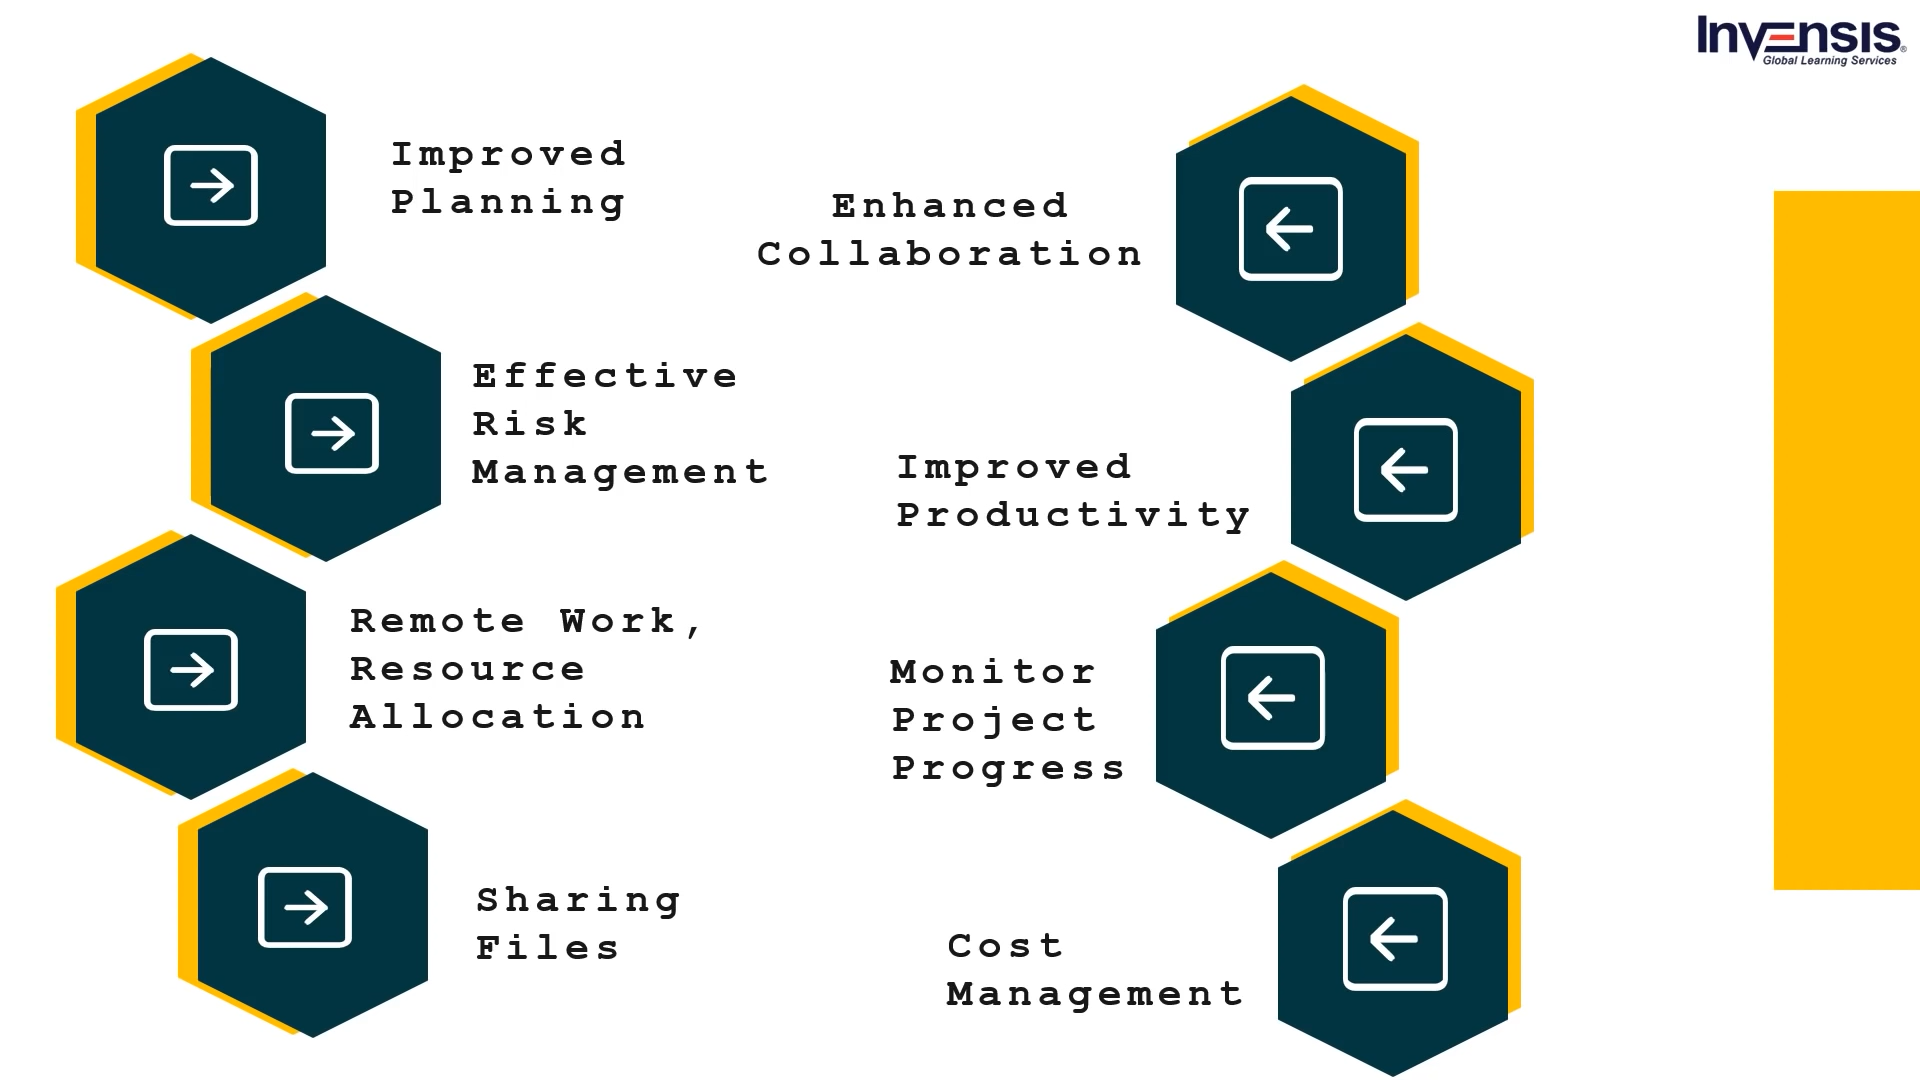 Invensis®
Global Learning Services
Improved
Planning
Effective
Risk
Management
Remote Work,
Resource
Allocation
Sharing
Files
Enhanced
Collaboration
Improved
Productivity
Monitor
Project
Progress
Cost
Management